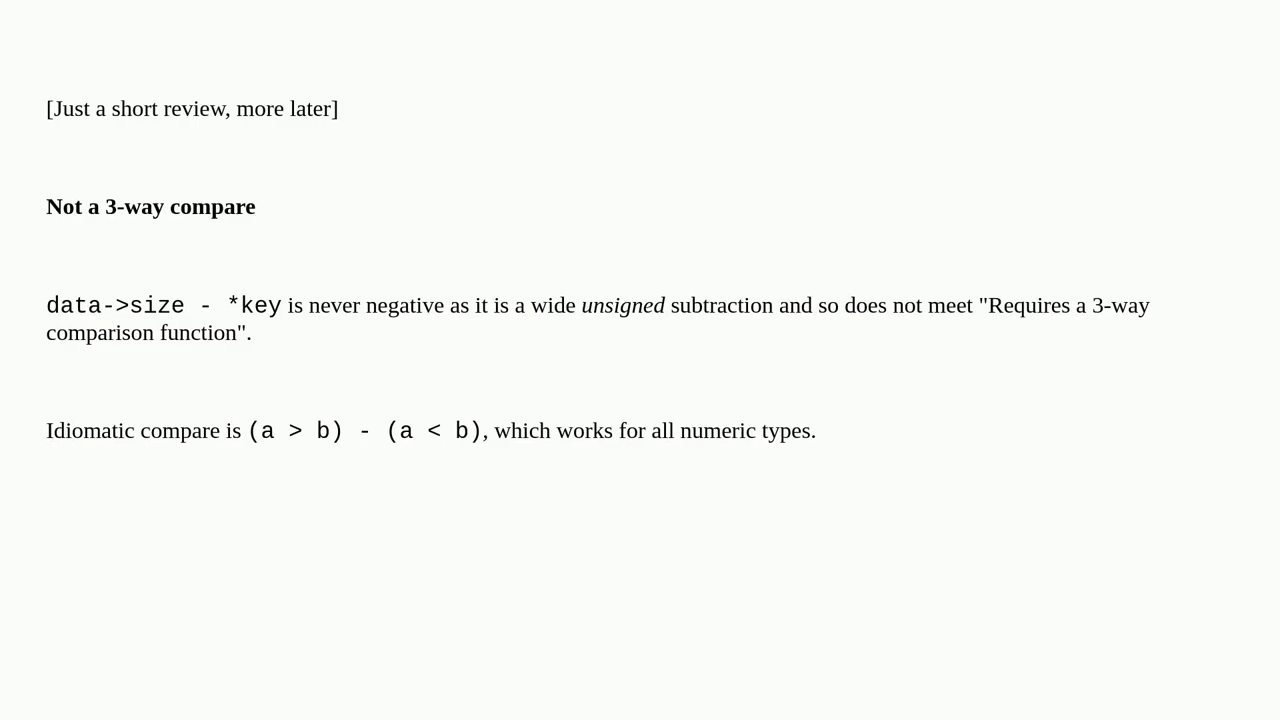 [Just a short review, more later]
Not a 3-way compare
data->size - *key is never negative as it is a wide unsigned subtraction and so does not meet "Requires a 3-way
comparison function".
Idiomatic compare is (a > b) - (a < b), which works for all numeric types.